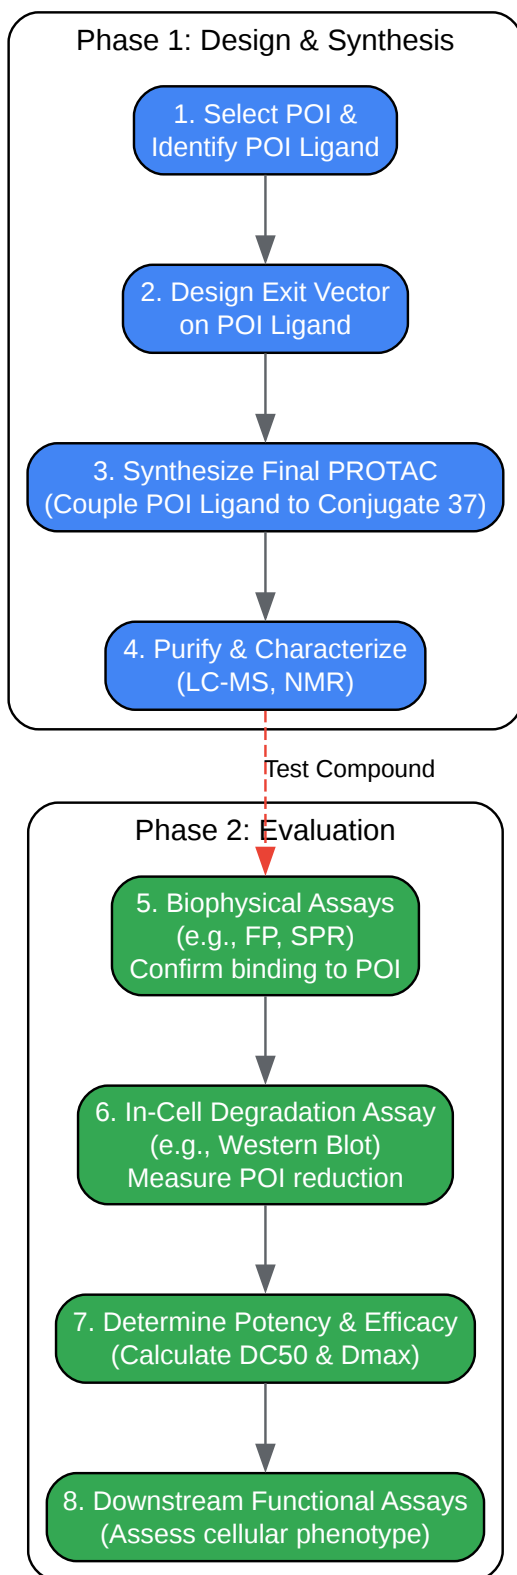 Phase 1: Design & Synthesis
1. Select POI &
Identify POI Ligand
2. Design Exit Vector
on POI Ligand
3. Synthesize Final PROTAC
(Couple POI Ligand to Conjugate 37)
4. Purify & Characterize
(LC-MS, NMR)
Test Compound
Phase 2: Evaluation
5. Biophysical Assays
(e.g., FP, SPR)
Confirm binding to POI
6. In-Cell Degradation Assay
(e.g., Western Blot)
Measure POI reduction
7. Determine Potency & Efficacy
(Calculate DC50 & Dmax)
8. Downstream Functional Assays
(Assess cellular phenotype)